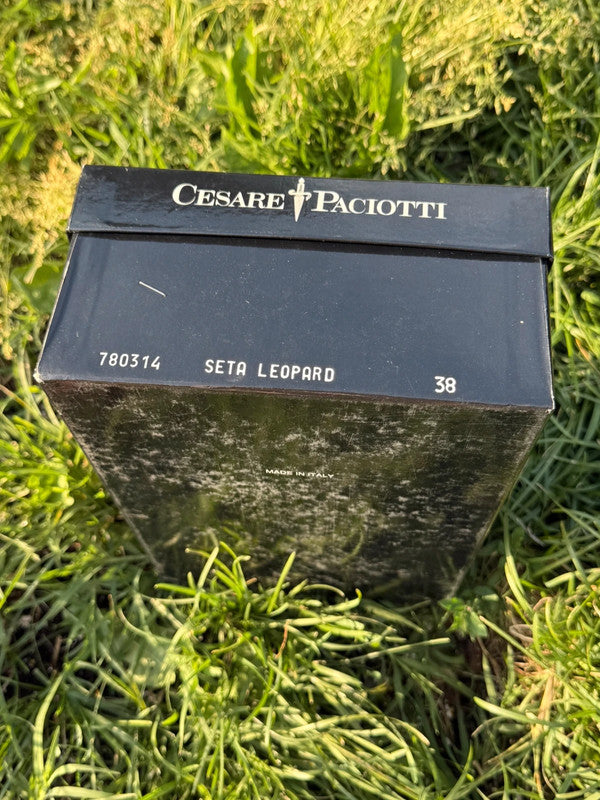 CESARE PACIOTTI
780314 SETA LEOPARD 38
MADE IN ITALY